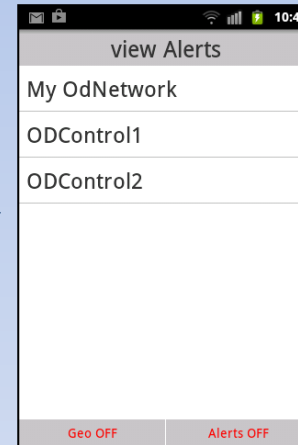 10:4
view Alerts
My OdNetwork
ODControl1
ODControl2
Geo OFF Alerts OFF